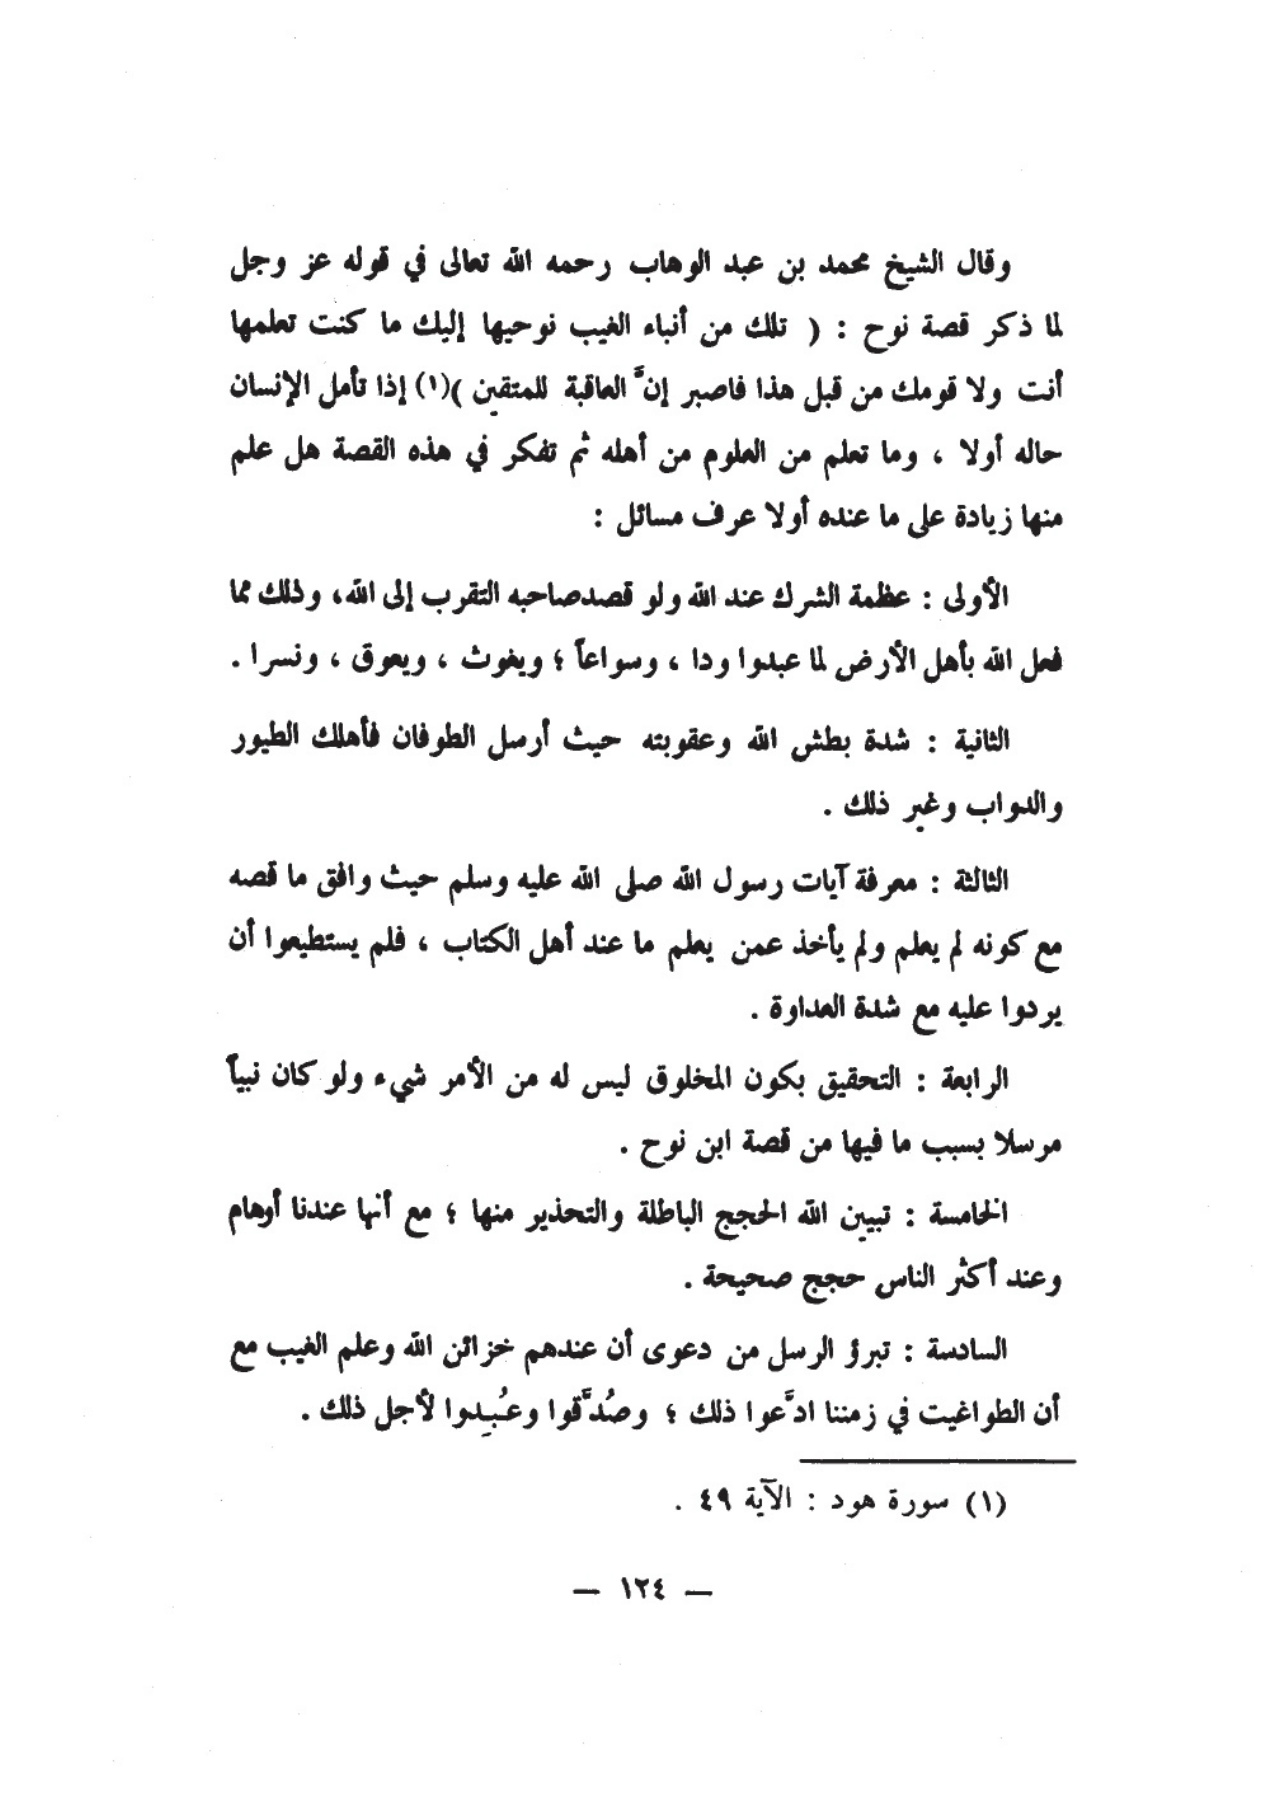 وقال الشيخ محمد بن عبد الوهاب رحمه الله تعالى في قوله عز وجل
لما ذكر قصة نوح : ( تلك من أنباء الغيب نوحيها إليك ما كنت تعلمها
أنت ولا قومك من قبل هذا فاصبر إنَّ العاقبة للمتقين )(١) إذا تأمل الإنسان
حاله أولا ، وما تعلم من العلوم من أهله ثم تفكر في هذه القصة هل علم
منها زيادة على ما عنده أولا عرف مسائل :
الأولى : عظمة الشرك عند الله ولو قصد صاحبه التقرب إلى الله، وذلك مما
فعل الله بأهل الأرض لما عبدوا ودا ، وسواعاً ؛ ويغوث ، ويعوق ، ونسرا .
الثانية : شدة بطش الله وعقوبته حيث أرسل الطوفان فأهلك الطيور
والدواب وغير ذلك .
الثالثة : معرفة آيات رسول الله صلى الله عليه وسلم حيث وافق ما قصه
مع كونه لم يعلم ولم يأخذ عمن يعلم ما عند أهل الكتاب ، فلم يستطيعوا أن
يردوا عليه مع شدة العداوة .
الرابعة : التحقيق بكون المخلوق ليس له من الأمر شيء ولو كان نبياً
مرسلا بسبب ما فيها من قصة ابن نوح .
الخامسة : تبيين الله الحجج الباطلة والتحذير منها ؛ مع أنها عندنا أوهام
وعند أكثر الناس حجج صحيحة .
السادسة : تبرؤ الرسل من دعوى أن عندهم خزائن الله وعلم الغيب مع
أن الطواغيت في زمننا ادَّعوا ذلك ؛ وصُدَّقوا وعُبِدوا لأجل ذلك .
(١) سورة هود : الآية ٤٩ .
— ١٢٤ —